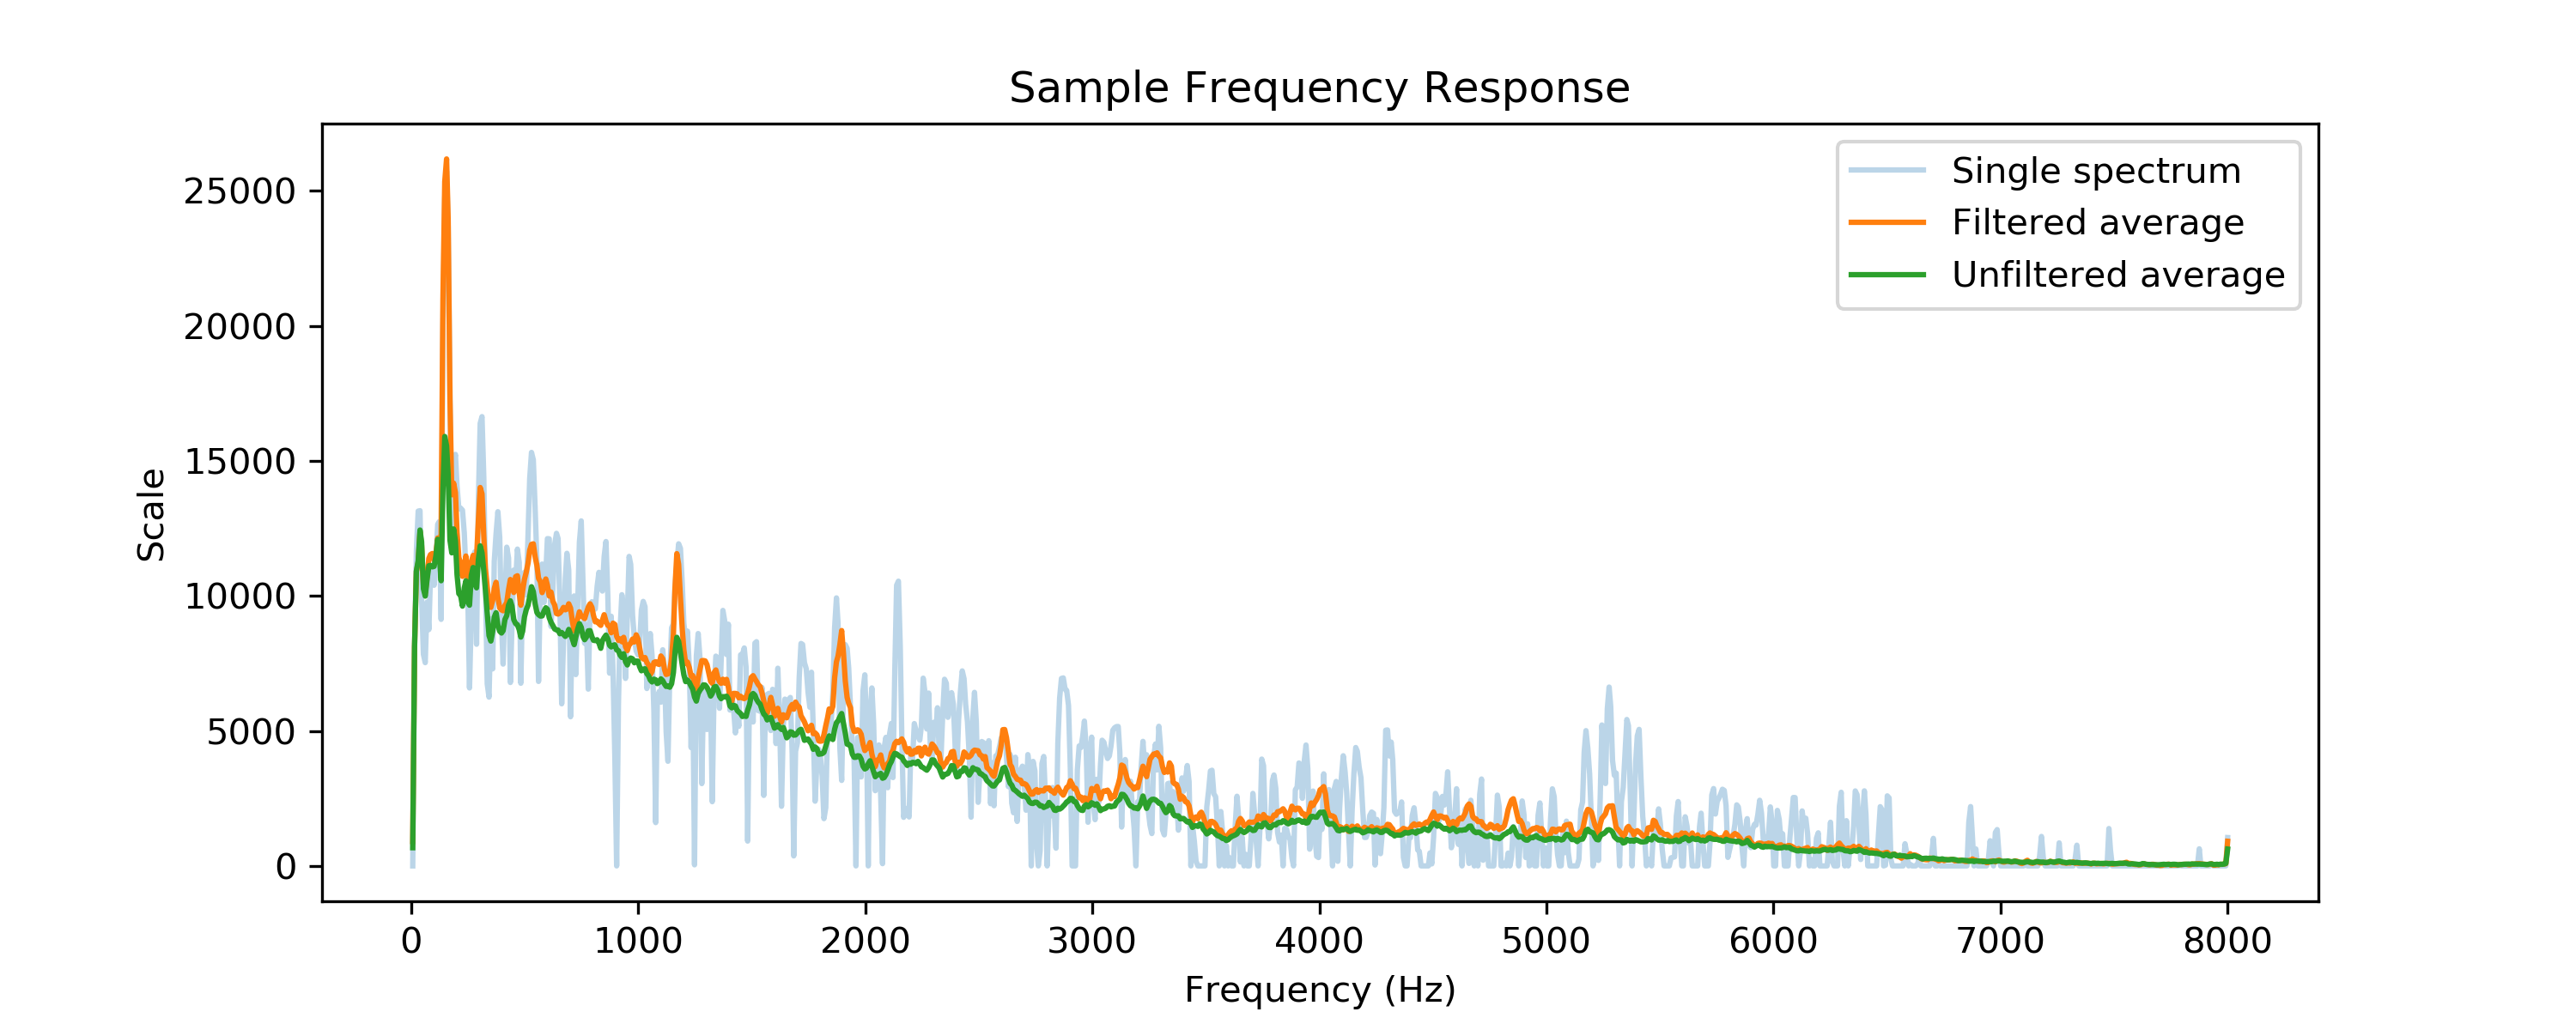 Sample Frequency Response
Single spectrum
Filtered average
Unfiltered average
25000
20000
15000
10000
5000
0
Scale
0 1000 2000 3000 4000 5000 6000 7000 8000
Frequency (Hz)